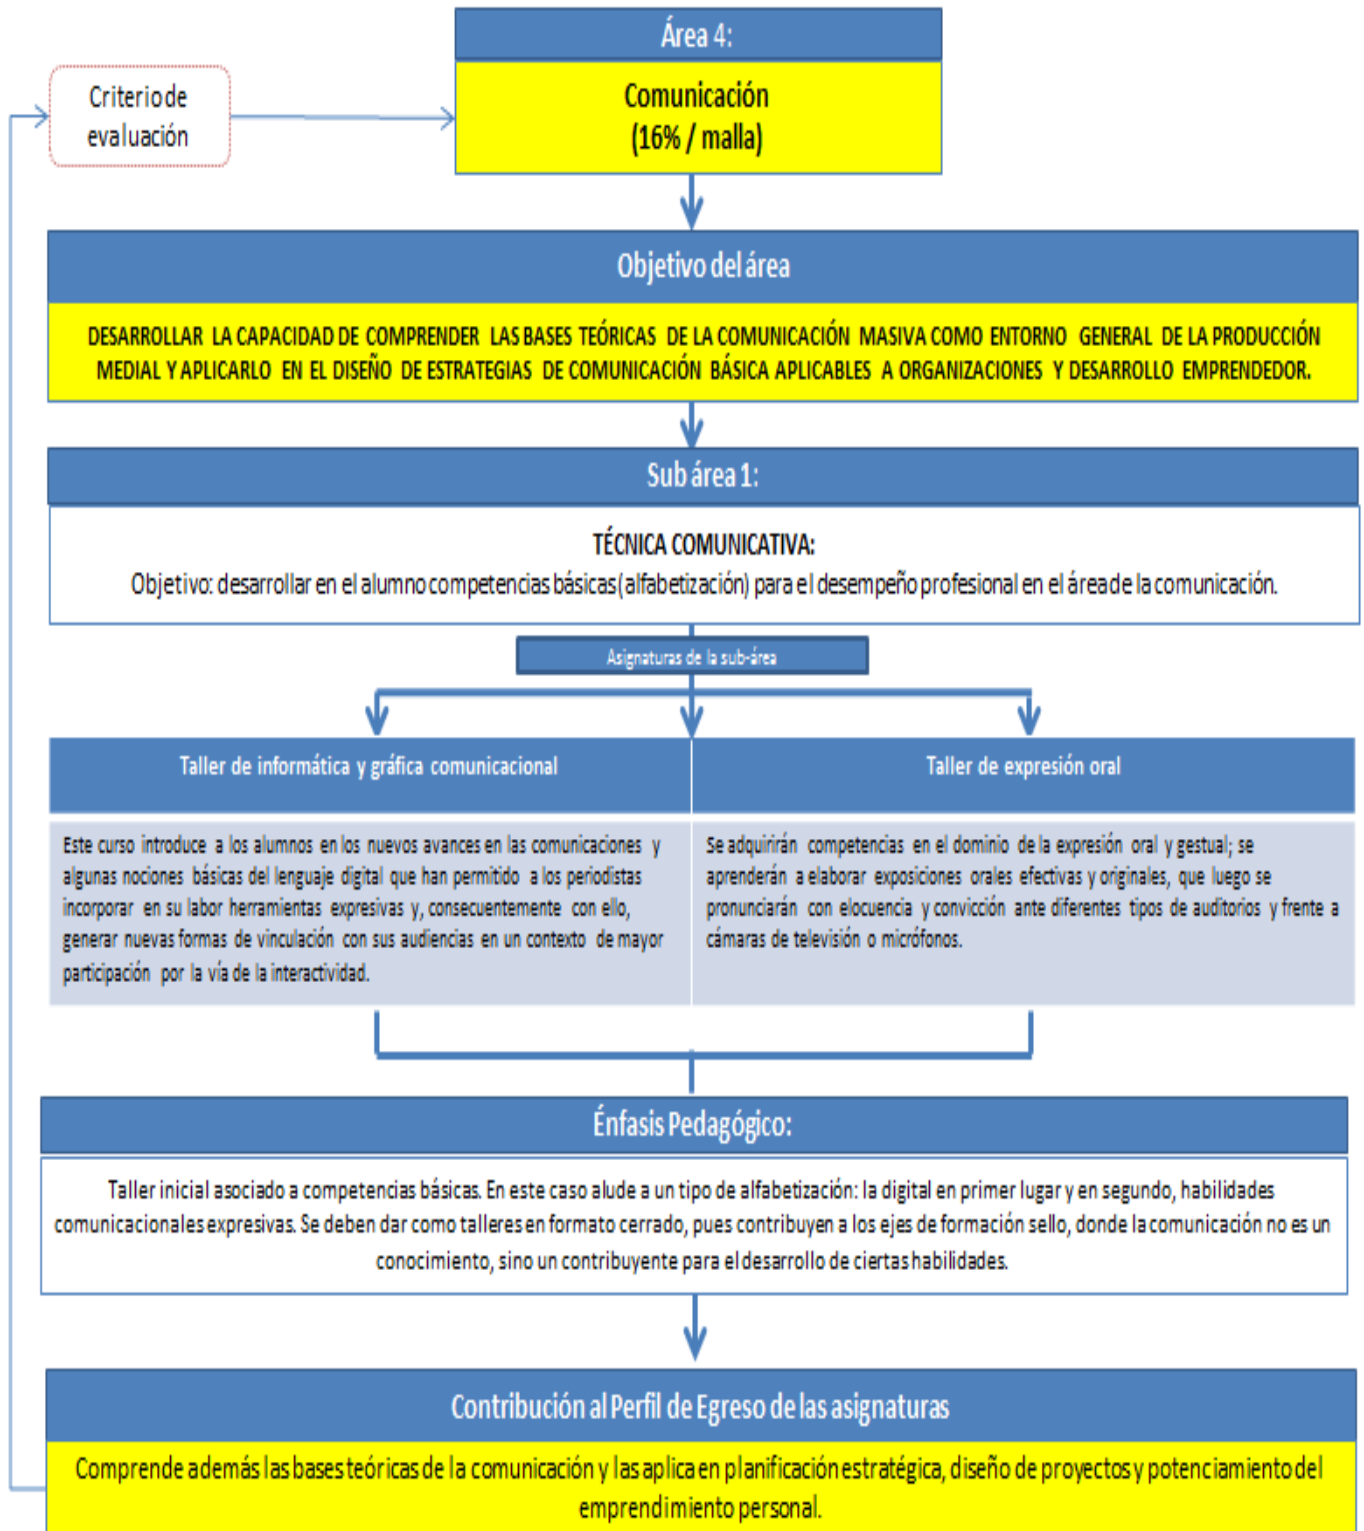 Área 4:
Criterio de
evaluación
Comunicación
(16% / malla)
Objetivo del área
DESARROLLAR LA CAPACIDAD DE COMPRENDER LAS BASES TEÓRICAS DE LA COMUNICACIÓN MASIVA COMO ENTORNO GENERAL DE LA PRODUCCIÓN
MEDIAL Y APLICARLO EN EL DISEÑO DE ESTRATEGIAS DE COMUNICACIÓN BÁSICA APLICABLES A ORGANIZACIONES Y DESARROLLO EMPRENDEDOR.
Sub área 1:
TÉCNICA COMUNICATIVA:
Objetivo: desarrollar en el alumno competencias básicas (alfabetización) para el desempeño profesional en el área de la comunicación.
Asignaturas de la sub-área
Taller de informática y gráfica comunicacional
Este curso introduce a los alumnos en los nuevos avances en las comunicaciones y
algunas nociones básicas del lenguaje digital que han permitido a los periodistas
incorporar en su labor herramientas expresivas y, consecuentemente con ello,
generar nuevas formas de vinculación con sus audiencias en un contexto de mayor
participación por la vía de la interactividad.
Taller de expresión oral
Se adquirirán competencias en el dominio de la expresión oral y gestual; se
aprenderán a elaborar exposiciones orales efectivas y originales, que luego se
pronunciarán con elocuencia y convicción ante diferentes tipos de auditorios y frente a
cámaras de televisión o micrófonos.
Énfasis Pedagógico:
Taller inicial asociado a competencias básicas. En este caso alude a un tipo de alfabetización: la digital en primer lugar y en segundo, habilidades
comunicacionales expresivas. Se deben dar como talleres en formato cerrado, pues contribuyen a los ejes de formación sello, donde la comunicación no es un
conocimiento, sino un contribuyente para el desarrollo de ciertas habilidades.
Contribución al Perfil de Egreso de las asignaturas
Comprende además las bases teóricas de la comunicación y las aplica en planificación estratégica, diseño de proyectos y potenciamiento del
emprendimiento personal.